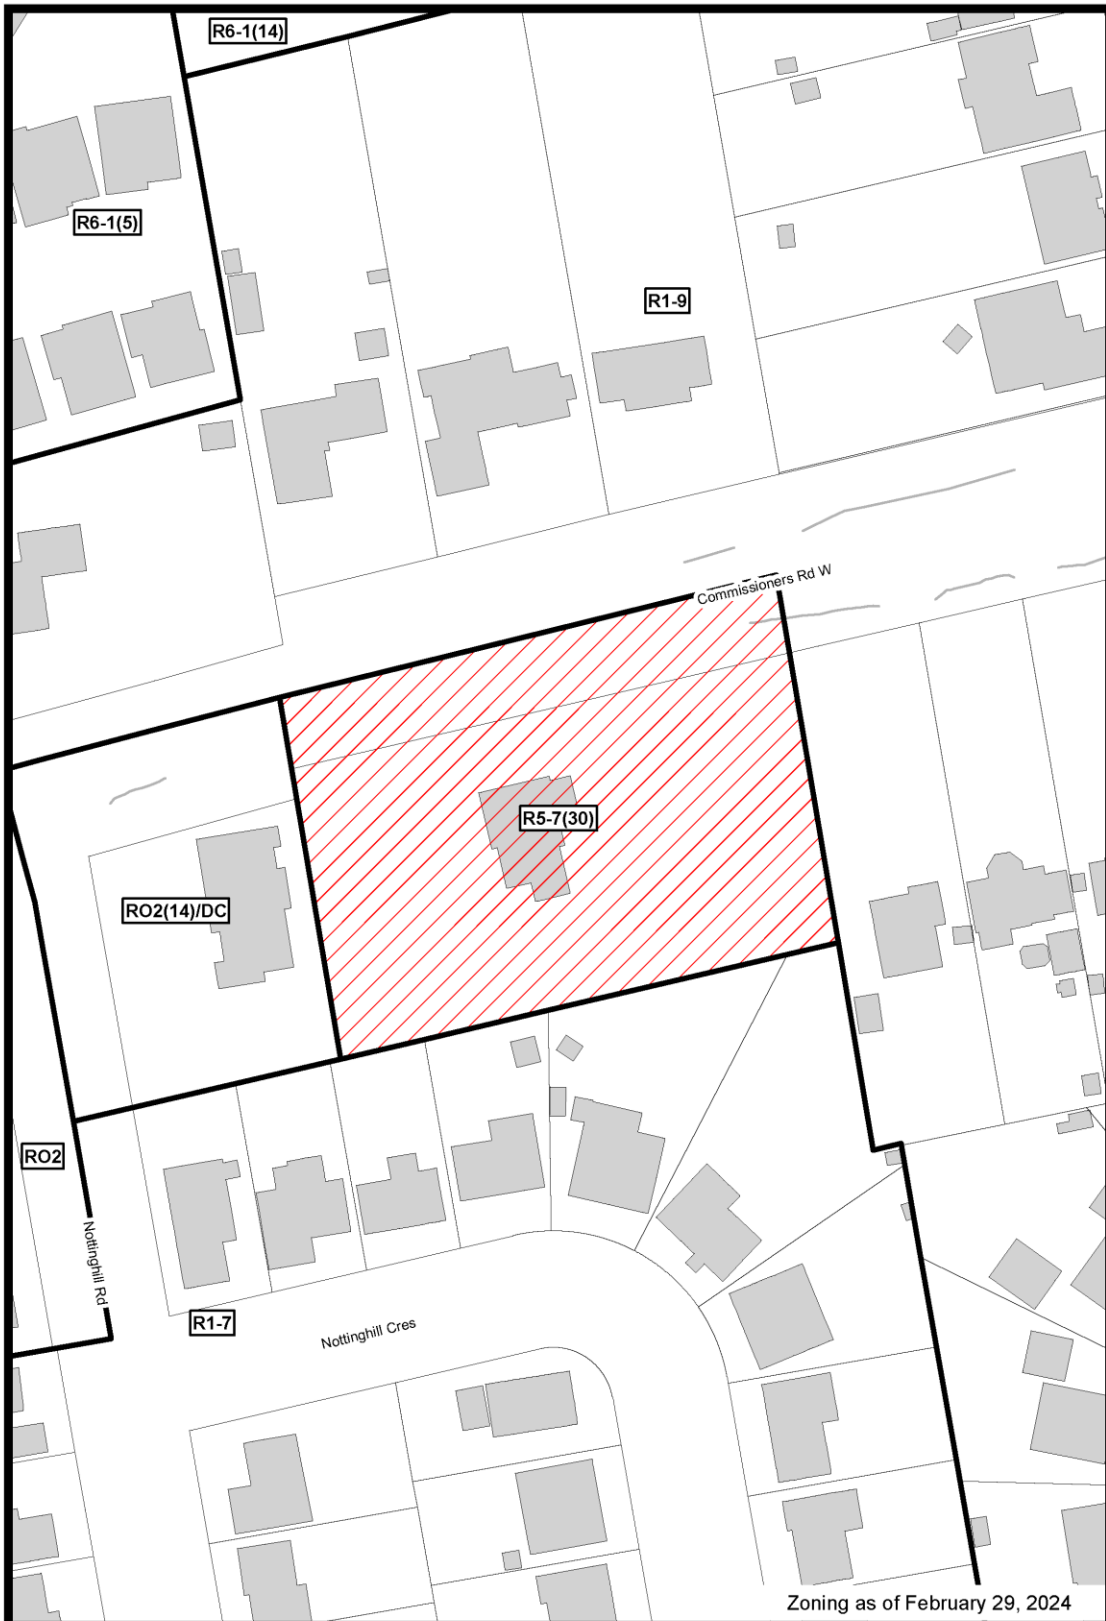 R6-1(14)
R6-1(5)
R1-9
Commissioners Rd W
R5-7(30)
RO2(14)/DC
RO2
Nottinghill Rd
R1-7
Nottinghill Cres
Zoning as of February 29, 2024